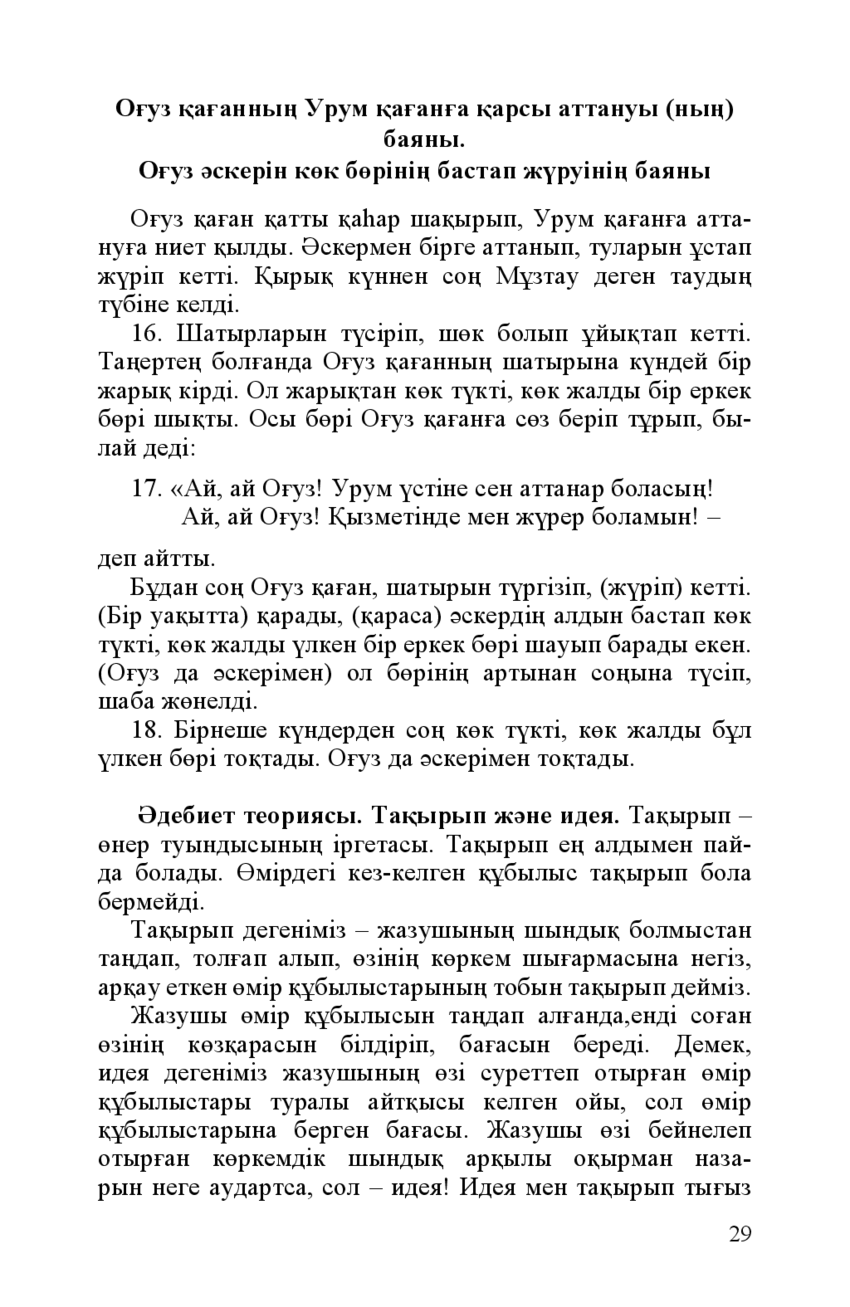 Оғуз қағанның Урум қағанға қарсы аттануы (ның)
баяны.
Оғуз әскерін көк бөрінің бастап жүруінің баяны
Оғуз қаған қатты қаһар шақырып, Урум қағанға атта-
нуға ниет қылды. Әскермен бірге аттанып, туларын ұстап
жүріп кетті. Қырық күннен соң Мұзтау деген таудың
түбіне келді.
16. Шатырларын түсіріп, шөк болып ұйықтап кетті.
Таңертең болғанда Оғуз қағанның шатырына күндей бір
жарық кірді. Ол жарықтан көк түкті, көк жалды бір еркек
бөрі шықты. Осы бөрі Оғуз қағанға сөз беріп тұрып, бы-
лай деді:
17. «Ай, ай Оғуз! Урум үстіне сен аттанар боласың!
Ай, ай Оғуз! Қызметінде мен жүрер боламын! –
деп айтты.
Бұдан соң Оғуз қаған, шатырын түргізіп, (жүріп) кетті.
(Бір уақытта) қарады, (қараса) әскердің алдын бастап көк
түкті, көк жалды үлкен бір еркек бөрі шауып барады екен.
(Оғуз да әскерімен) ол бөрінің артынан соңына түсіп,
шаба жөнелді.
18. Бірнеше күндерден соң көк түкті, көк жалды бұл
үлкен бөрі тоқтады. Оғуз да әскерімен тоқтады.
Әдебиет теориясы. Тақырып және идея. Тақырып –
өнер туындысының іргетасы. Тақырып ең алдымен пай-
да болады. Өмірдегі кез-келген құбылыс тақырып бола
бермейді.
Тақырып дегеніміз – жазушының шындық болмыстан
таңдап, толғап алып, өзінің көркем шығармасына негіз,
арқау еткен өмір құбылыстарының тобын тақырып дейміз.
Жазушы өмір құбылысын таңдап алғанда,енді соған
өзінің көзқарасын білдіріп, бағасын береді. Демек,
идея дегеніміз жазушының өзі суреттеп отырған өмір
құбылыстары туралы айтқысы келген ойы, сол өмір
құбылыстарына берген бағасы. Жазушы өзі бейнелеп
отырған көркемдік шындық арқылы оқырман наза-
рын неге аудартса, сол – идея! Идея мен тақырып тығыз
29